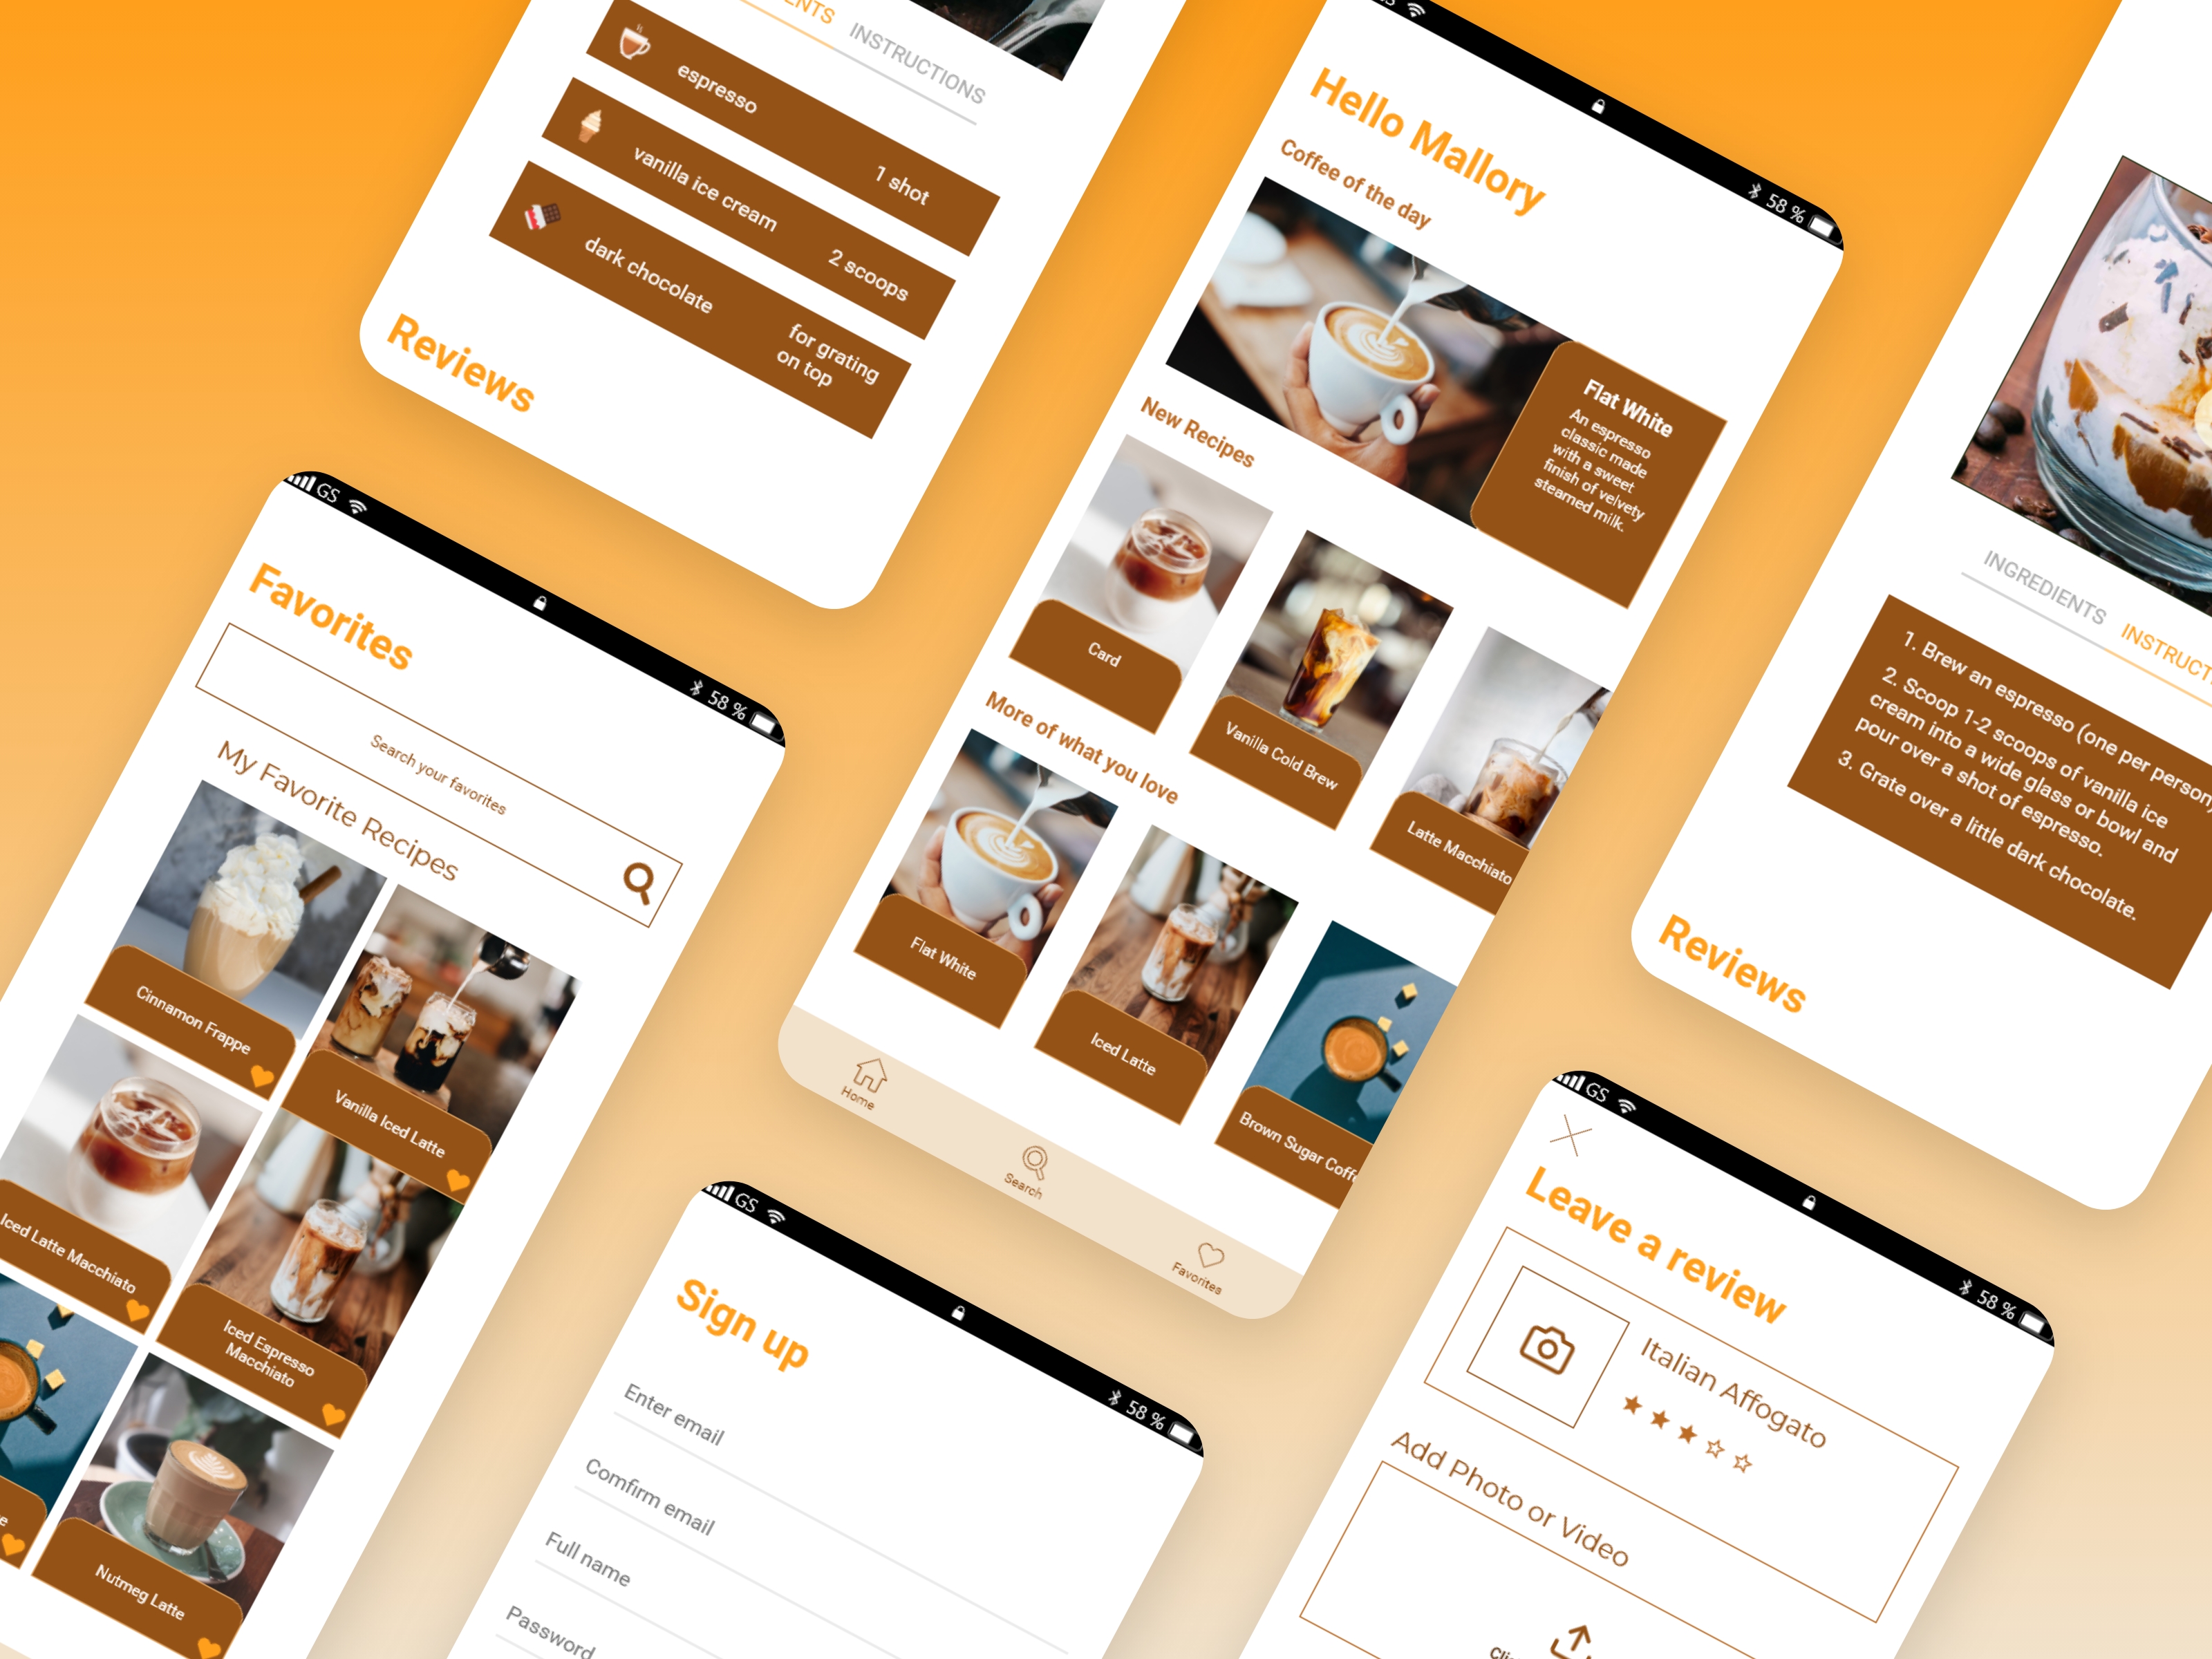 INSTRUCTIONS
espresso
1 shot
vanilla ice cream
2 scoops
dark chocolate
for grating
on top
Reviews
58 %
Hello Mallory
Coffee of the day
Flat White
An espresso
classic made
with a sweet
finish of velvety
steamed milk.
New Recipes
Card
Vanilla Cold Brew
Latte Macchiato
More of what you love
Flat White
Iced Latte
Brown Sugar
Home
Search
Favorites
INGREDIENTS
1. Brew an espresso (one per person
2. Scoop 1-2 scoops of vanilla ice
cream into a wide glass or bowl and
pour over a shot of espresso.
3. Grate over a little dark chocolate.
Reviews
GS
58 %
Favorites
Search your favorites
My Favorite Recipes
Cinnamon Frappe
Vanilla Iced Latte
Iced Latte Macchiato
Iced Espresso
Macchiato
Nutmeg Latte
GS
58 %
Sign up
Enter email
Comfirm email
Full name
Password
GS
58 %
Leave a review
Italian Affogato
Add Photo or Video